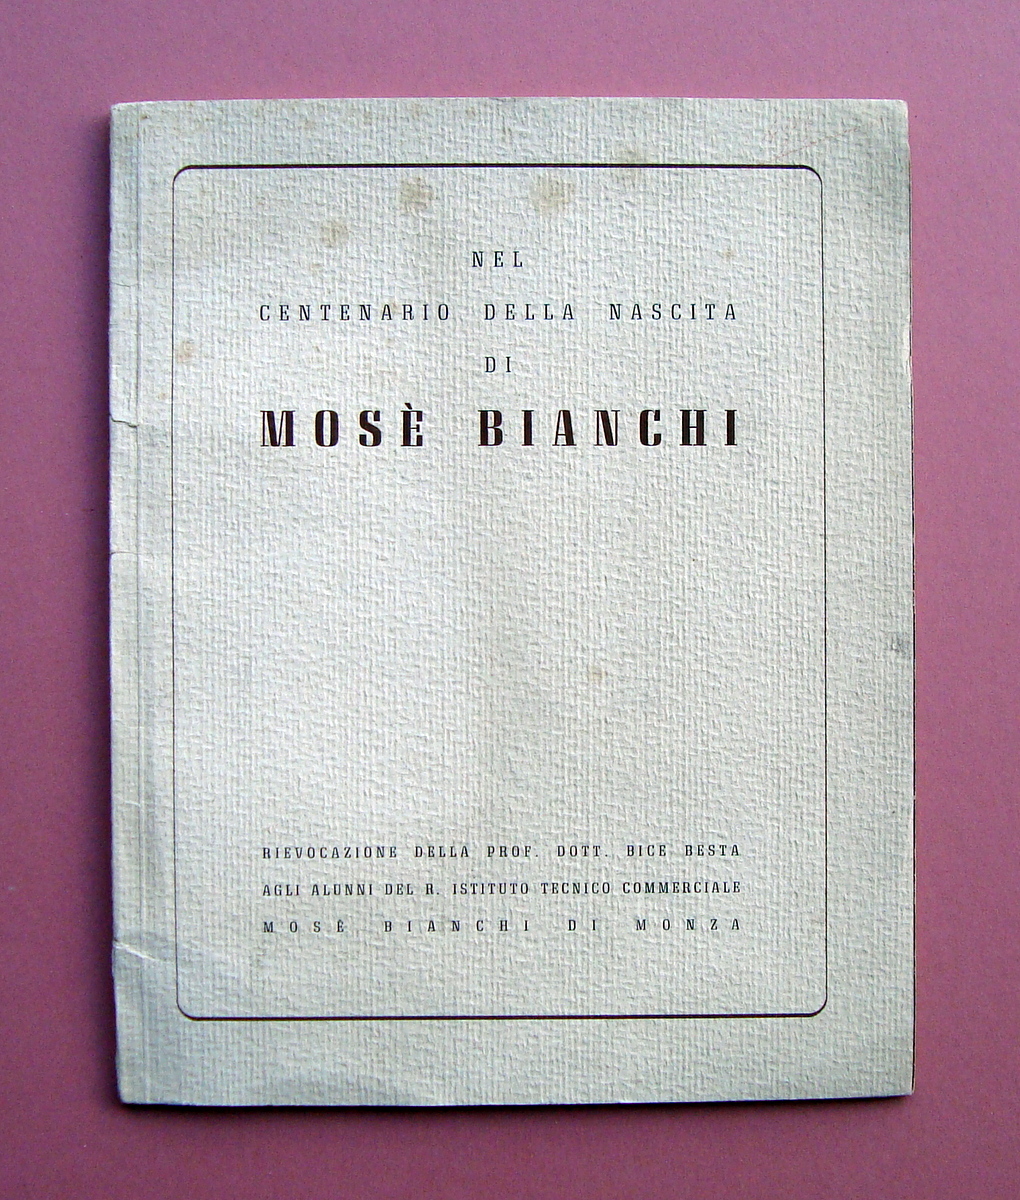 NEL
CENTENARIO DELLA NASCITA
DI
MOSÈ BIANCHI
RIEVOCAZIONE DELLA PROF. DOTT. BICE BESTA
AGLI ALUNNI DEL R. ISTITUTO TECNICO COMMERCIALE
MOSÈ BIANCHI DI MONZA